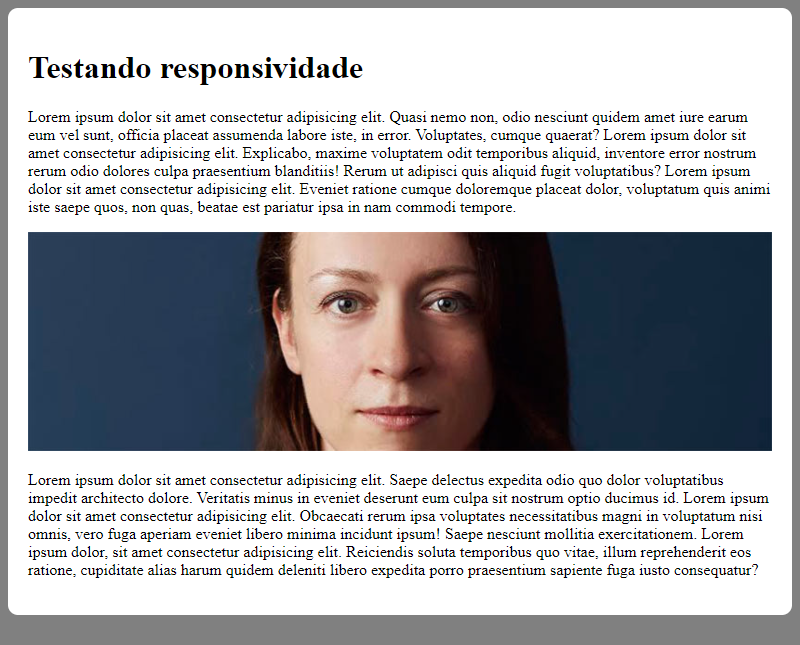 Testando responsividade
Lorem ipsum dolor sit amet consectetur adipisicing elit. Quasi nemo non, odio nesciunt quidem amet iure earum
eum vel sunt, officia placeat assumenda labore iste, in error. Voluptates, cumque quaerat? Lorem ipsum dolor sit
amet consectetur adipisicing elit. Explicabo, maxime voluptatem odit temporibus aliquid, inventore error nostrum
rerum odio dolores culpa praesentium blanditiis! Rerum ut adipisci quis aliquid fugit voluptatibus? Lorem ipsum
dolor sit amet consectetur adipisicing elit. Eveniet ratione cumque doloremque placeat dolor, voluptatum quis animi
iste saepe quos, non quas, beatae est pariatur ipsa in nam commodi tempore.
Lorem ipsum dolor sit amet consectetur adipisicing elit. Saepe delectus expedita odio quo dolor voluptatibus
impedit architecto dolore. Veritatis minus in eveniet deserunt eum culpa sit nostrum optio ducimus id. Lorem ipsum
dolor sit amet consectetur adipisicing elit. Obcaecati rerum ipsa voluptates necessitatibus magni in voluptatum nisi
omnis, vero fuga aperiam eveniet libero minima incidunt ipsum! Saepe nesciunt mollitia exercitationem. Lorem
ipsum dolor, sit amet consectetur adipisicing elit. Reiciendis soluta temporibus quo vitae, illum reprehenderit eos
ratione, cupiditate alias harum quidem deleniti libero expedita porro praesentium sapiente fuga iusto consequatur?